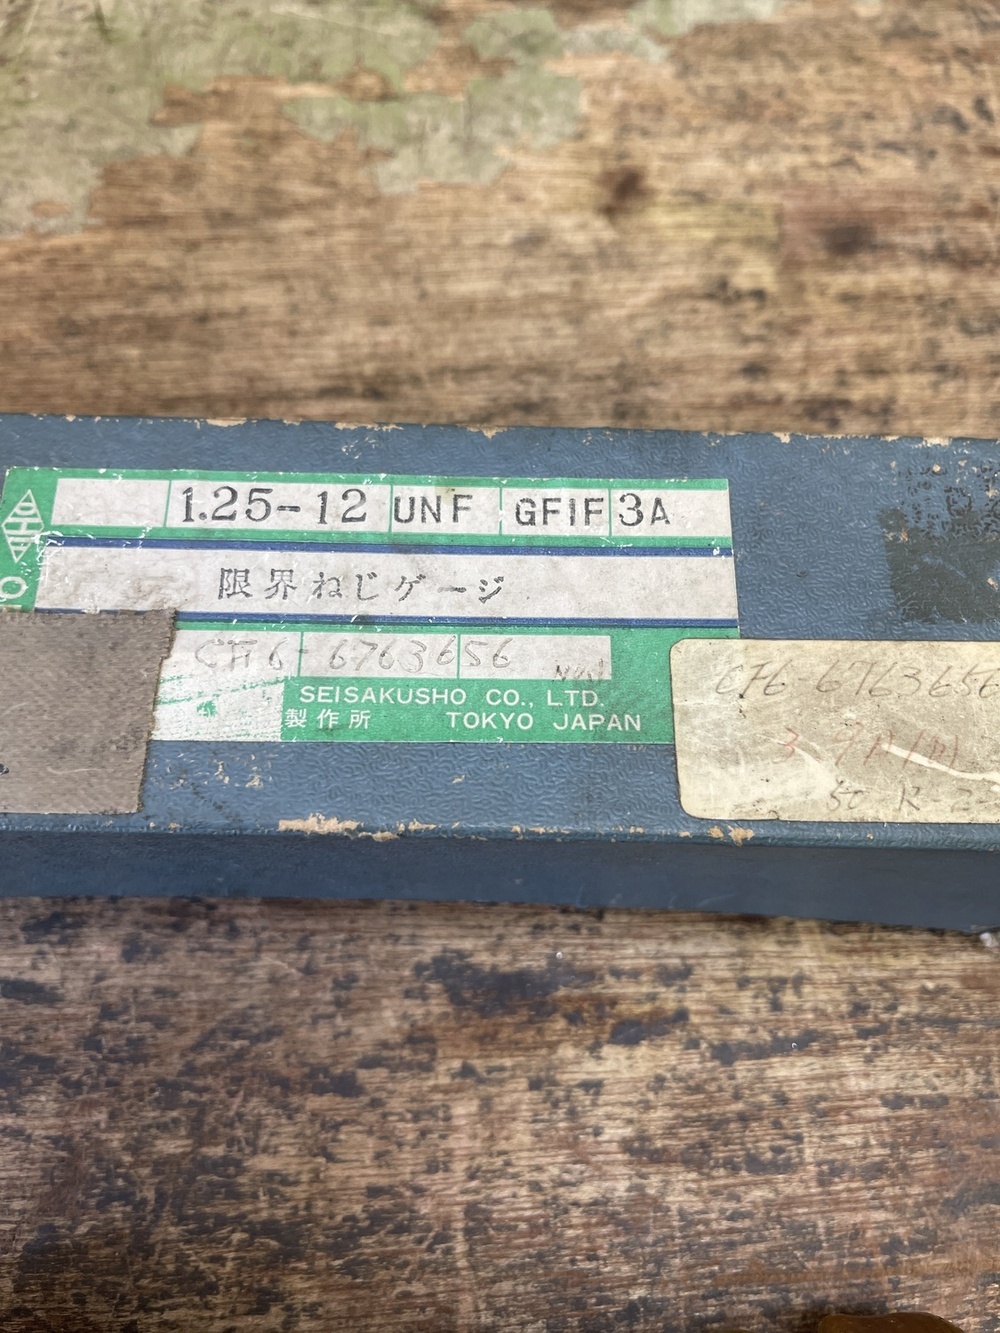 1.25-12 UNF GFIF 3A
限界ねじゲージ
6-6763656
SEISAKUSHO CO., LTD.
製作所 TOKYO JAPAN
CF6 6763656